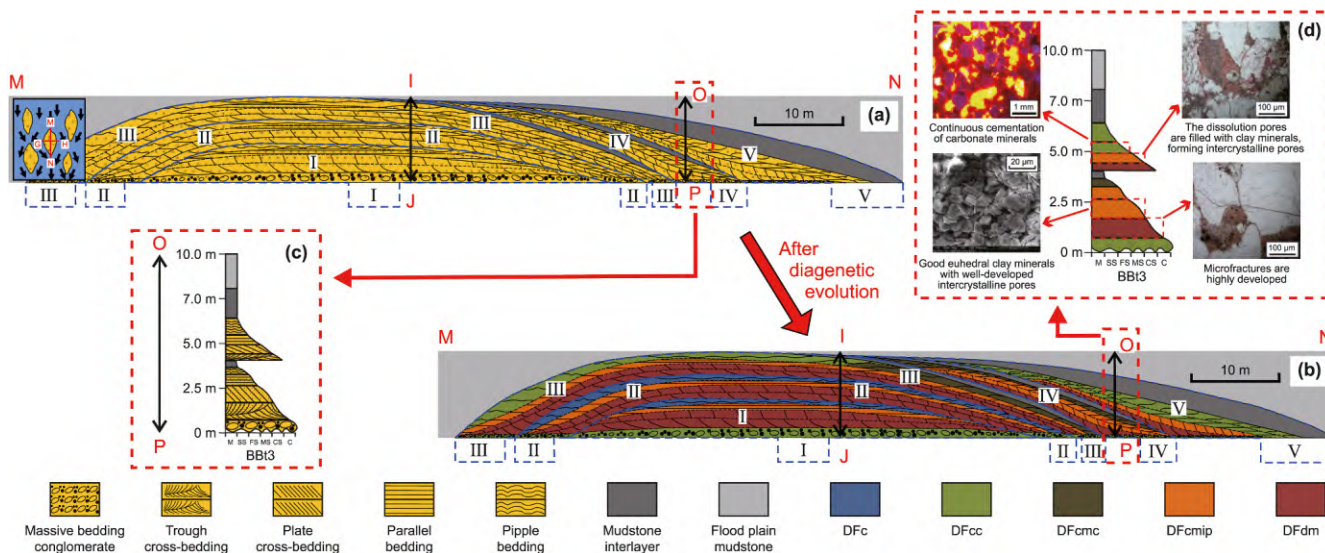 M
I
O
N
(a)
10 m
M
G
H
N
III
II
I
II
III
IV
V
III
II
I
J
II
III
P
IV
V
(d)
10.0 m
7.0 m
5.0 m
2.5 m
0 m
M SS FS MS CS C
BBt3
1 mm
Continuous cementation
of carbonate minerals
100 μm
The dissolution pores
are filled with clay minerals,
forming intercrystalline pores
20 μm
Good euhedral clay minerals
with well-developed
intercrystalline pores
100 μm
Microfractures are
highly developed
O
(c)
10.0 m
7.0 m
5.0 m
2.5 m
0 m
P
M SS FS MS CS C
BBt3
After
diagenetic
evolution
M
I
O
N
(b)
10 m
III
II
I
II
III
IV
V
III
II
I
J
II
III
P
IV
V
Massive bedding
conglomerate
Trough
cross-bedding
Plate
cross-bedding
Parallel
bedding
Pipple
bedding
Mudstone
interlayer
Flood plain
mudstone
DFc
DFcc
DFcmc
DFcmip
DFdm